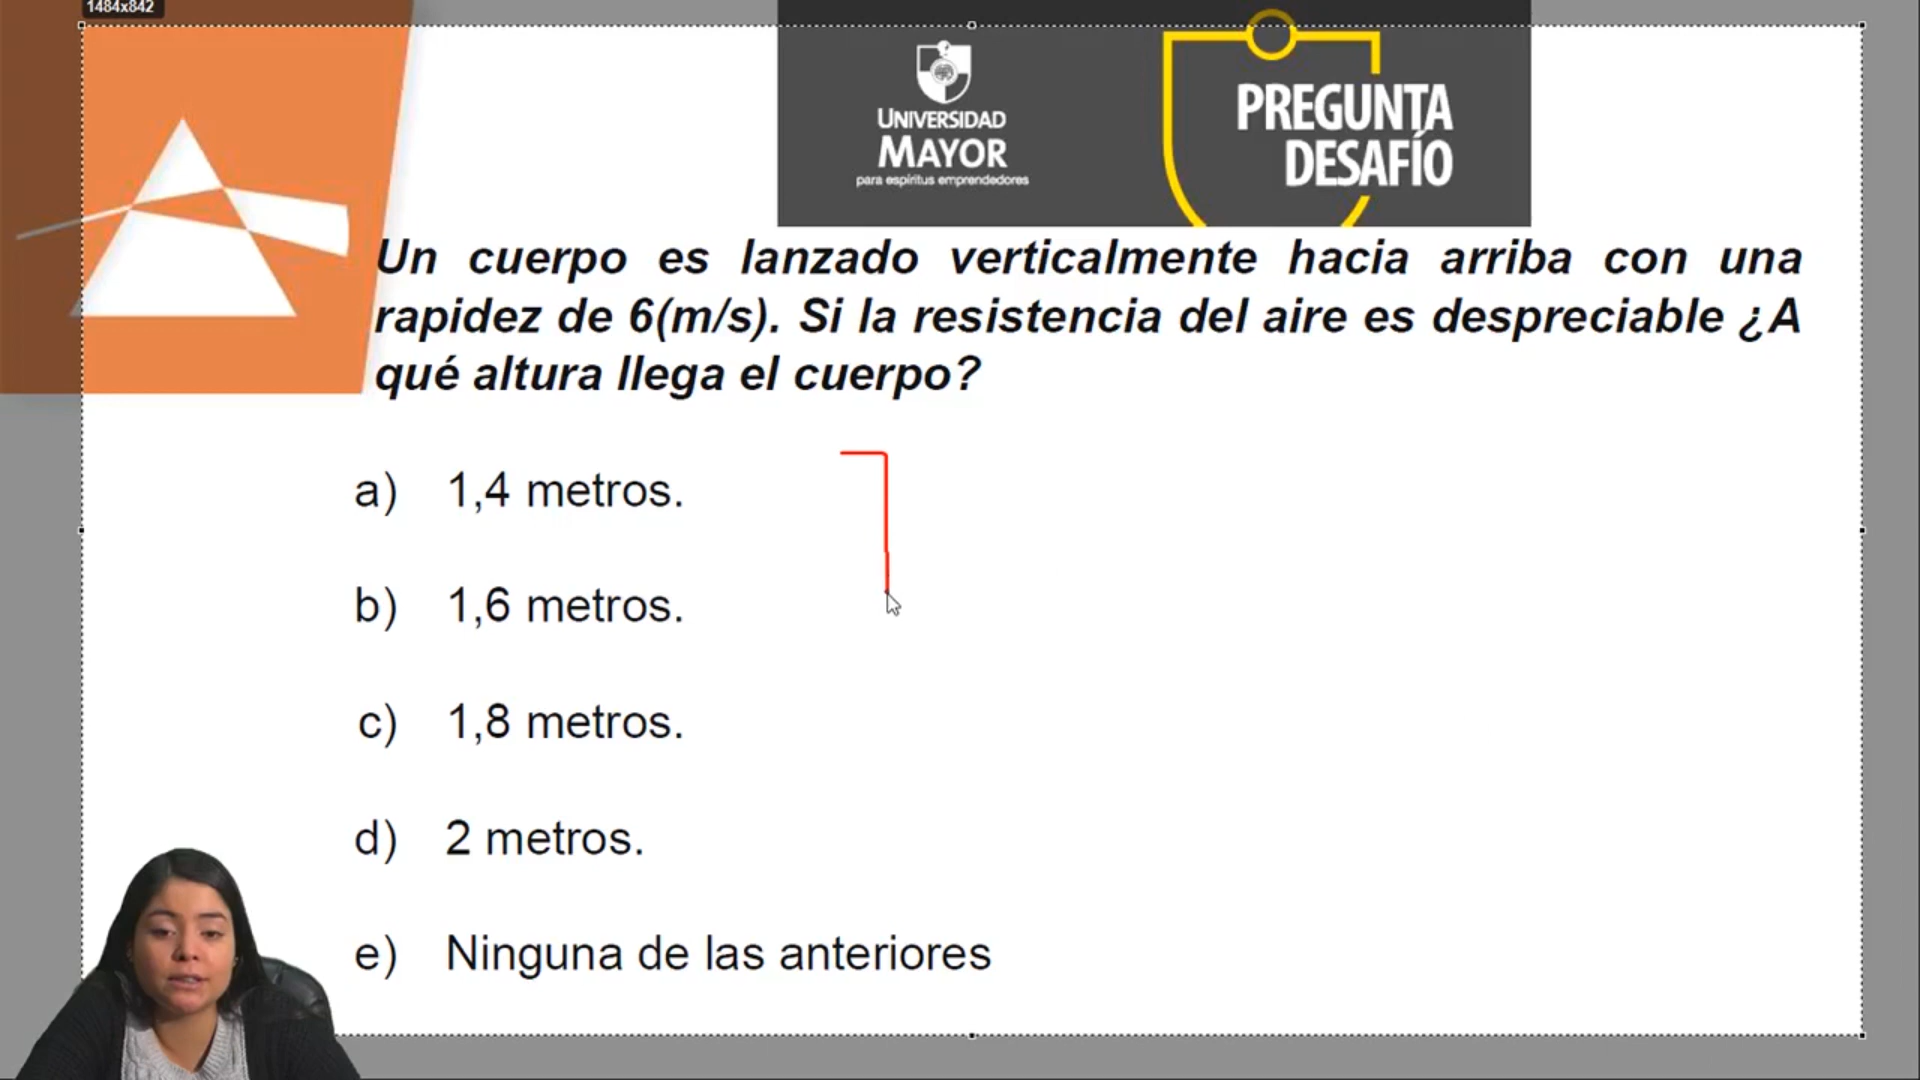 1484x842
UNIVERSIDAD
MAYOR
para espíritus emprendedores
PREGUNTA
DESAFÍO
Un cuerpo es lanzado verticalmente hacia arriba con una
rapidez de 6(m/s). Si la resistencia del aire es despreciable ¿A
qué altura llega el cuerpo?
a) 1,4 metros.
b) 1,6 metros.
c) 1,8 metros.
d) 2 metros.
e) Ninguna de las anteriores